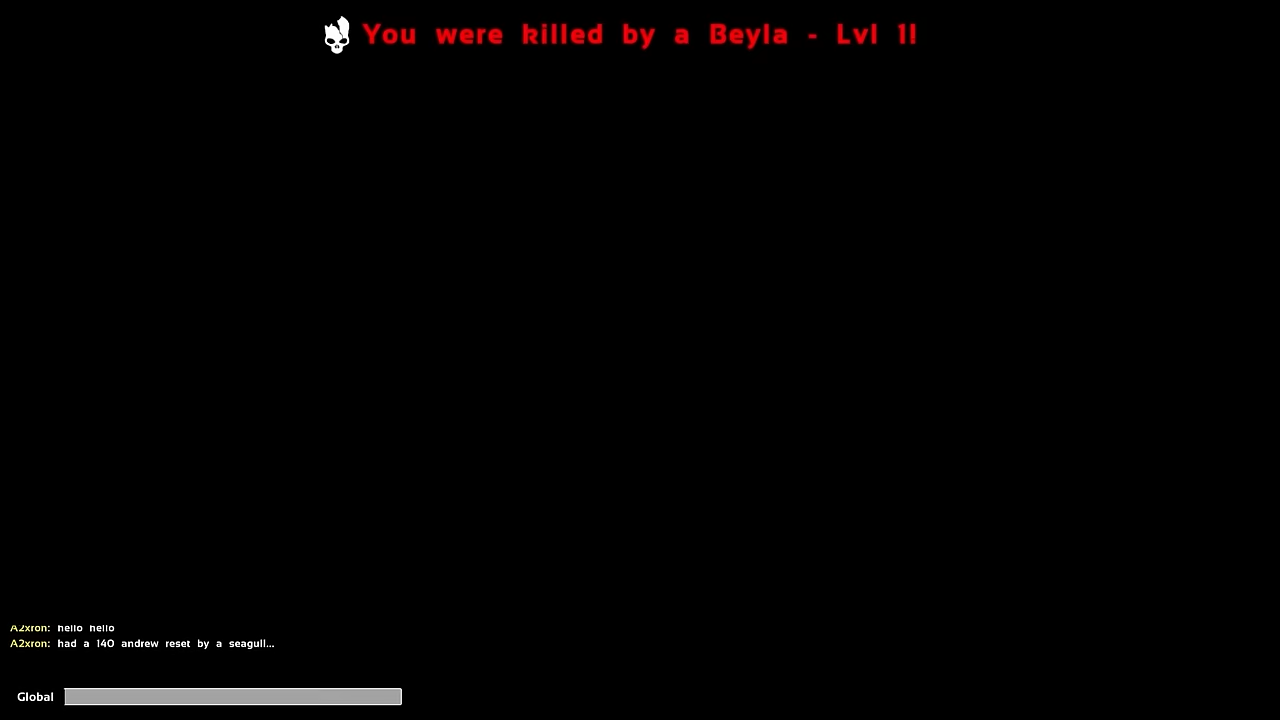 You were killed by a Beyla - Lvl 1!
A2xron: hello hello
A2xron: had a 140 andrew reset by a seagull...
Global